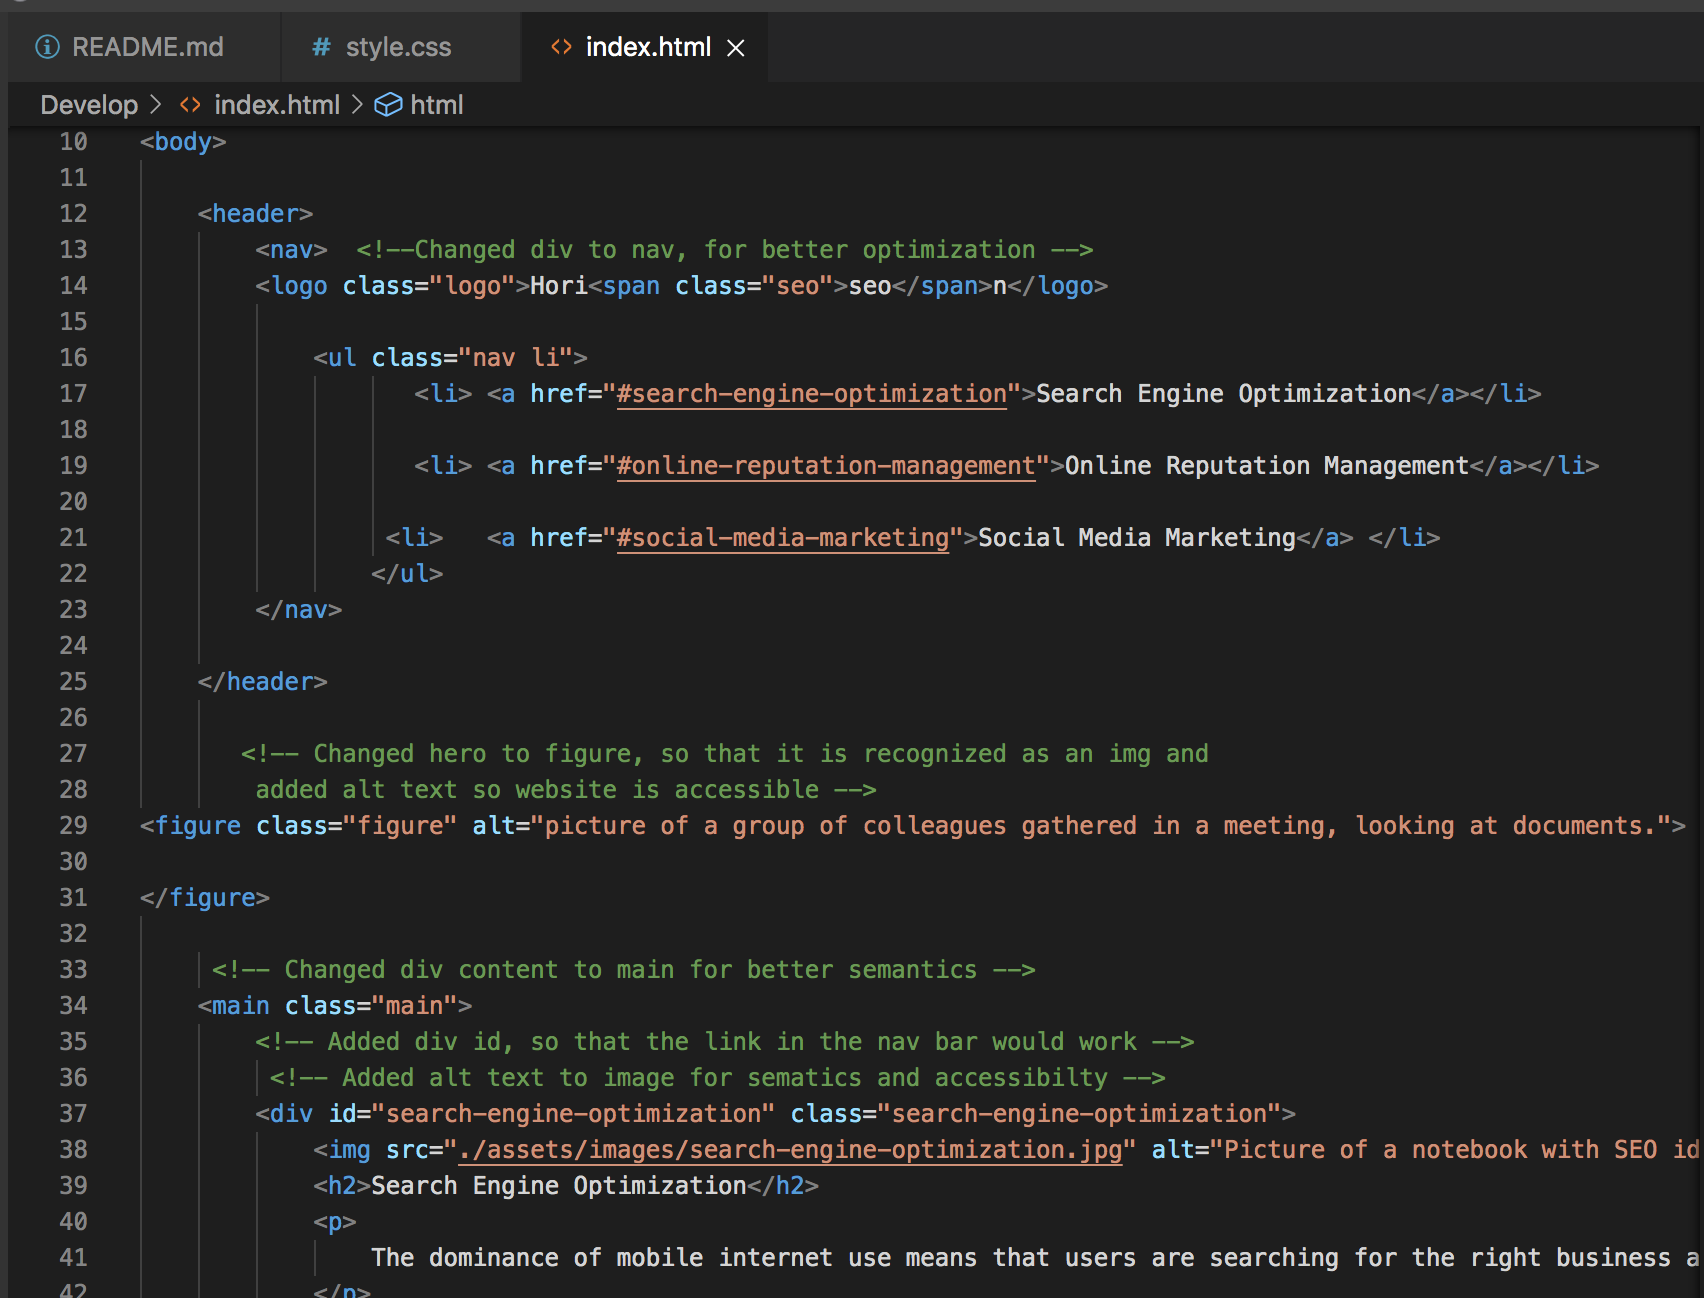 README.md # style.css <> index.html ×
Develop > <> index.html > html
10 <body>
11
12 <header>
13 <nav> <!--Changed div to nav, for better optimization -->
14 <logo class="logo">Hori<span class="seo">seo</span>n</logo>
15
16 <ul class="nav li">
17 <li> <a href="#search-engine-optimization">Search Engine Optimization</a></li>
18
19 <li> <a href="#online-reputation-management">Online Reputation Management</a></li>
20
21 <li>   <a href="#social-media-marketing">Social Media Marketing</a> </li>
22 </ul>
23 </nav>
24
25 </header>
26
27 <!-- Changed hero to figure, so that it is recognized as an img and
28 added alt text so website is accessible -->
29 <figure class="figure" alt="picture of a group of colleagues gathered in a meeting, looking at documents.">
30
31 </figure>
32
33 <!-- Changed div content to main for better semantics -->
34 <main class="main">
35 <!-- Added div id, so that the link in the nav bar would work -->
36 <!-- Added alt text to image for sematics and accessibilty -->
37 <div id="search-engine-optimization" class="search-engine-optimization">
38 <img src="./assets/images/search-engine-optimization.jpg" alt="Picture of a notebook with SEO id
39 <h2>Search Engine Optimization</h2>
40 <p>
41 The dominance of mobile internet use means that users are searching for the right business a
42 </p>